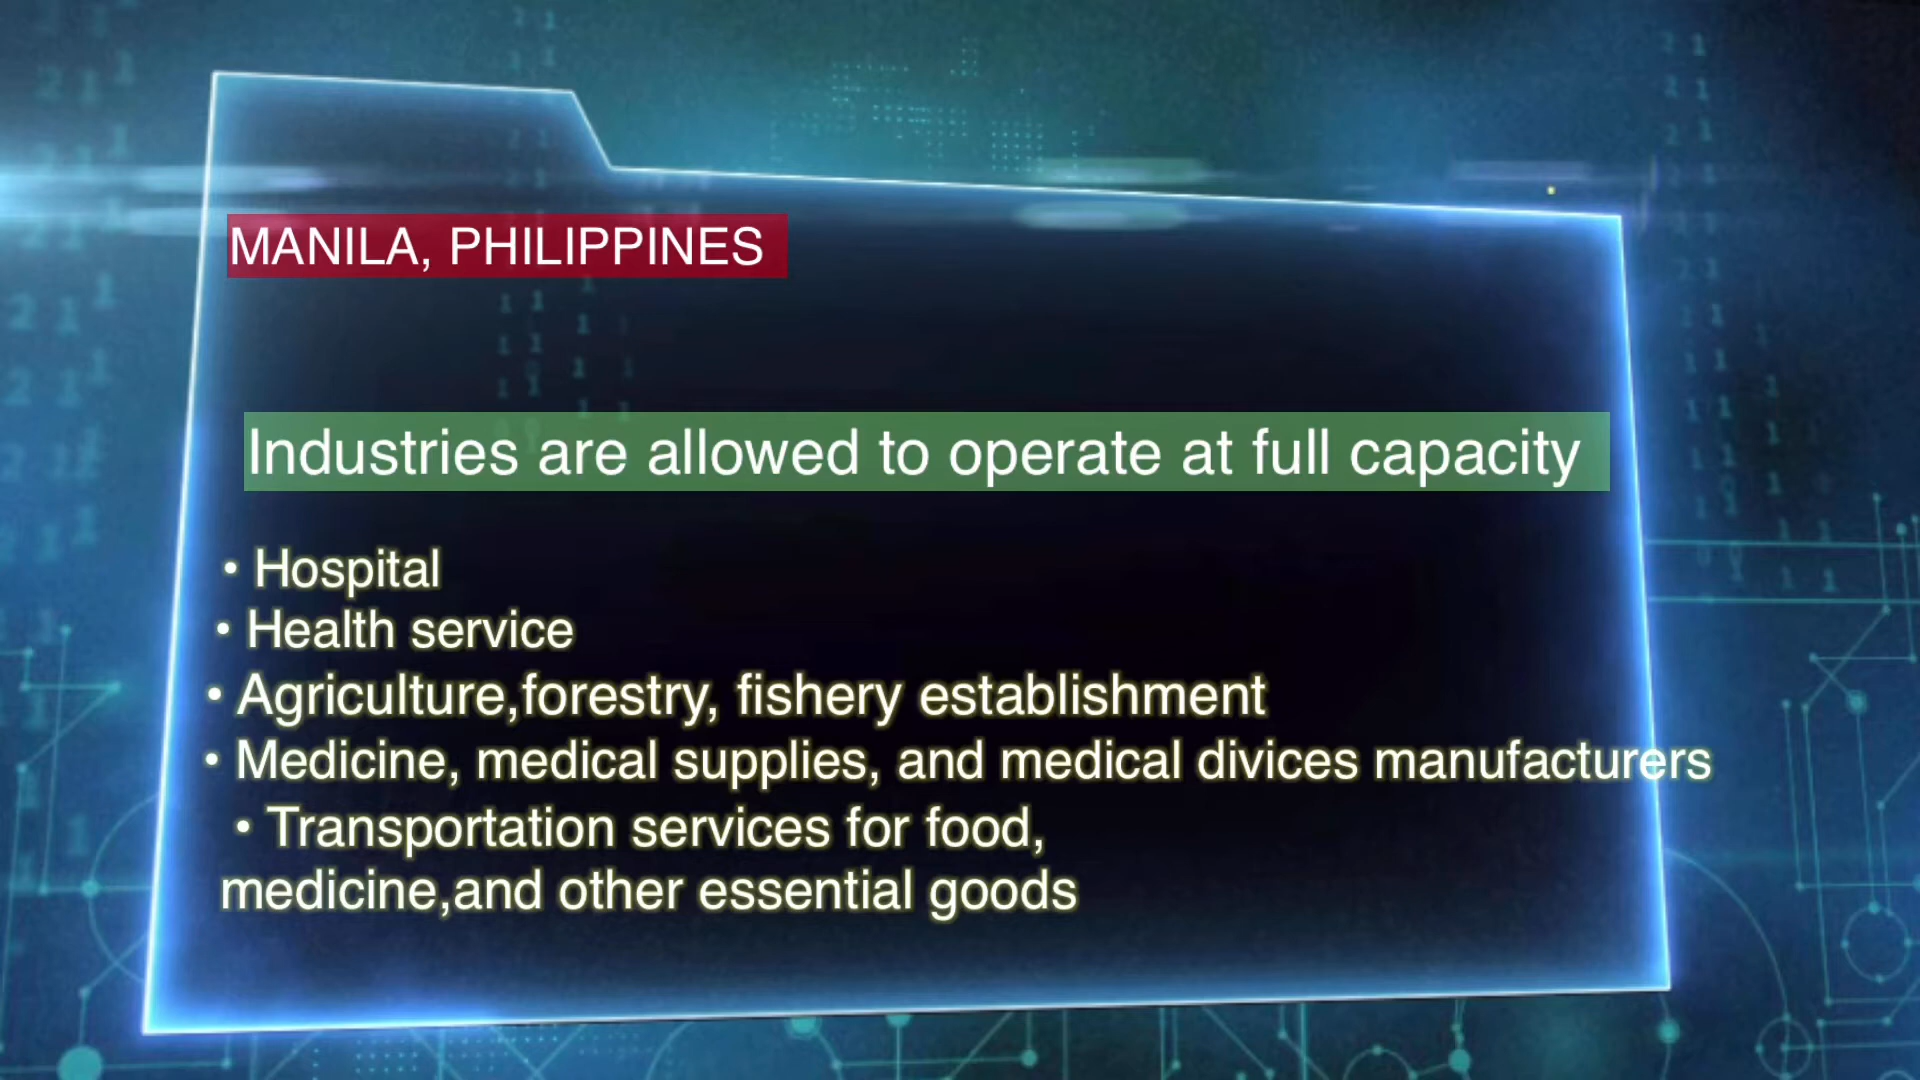 MANILA, PHILIPPINES
Industries are allowed to operate at full capacity
• Hospital
• Health service
• Agriculture,forestry, fishery establishment
• Medicine, medical supplies, and medical divices manufacturers
• Transportation services for food,
medicine,and other essential goods